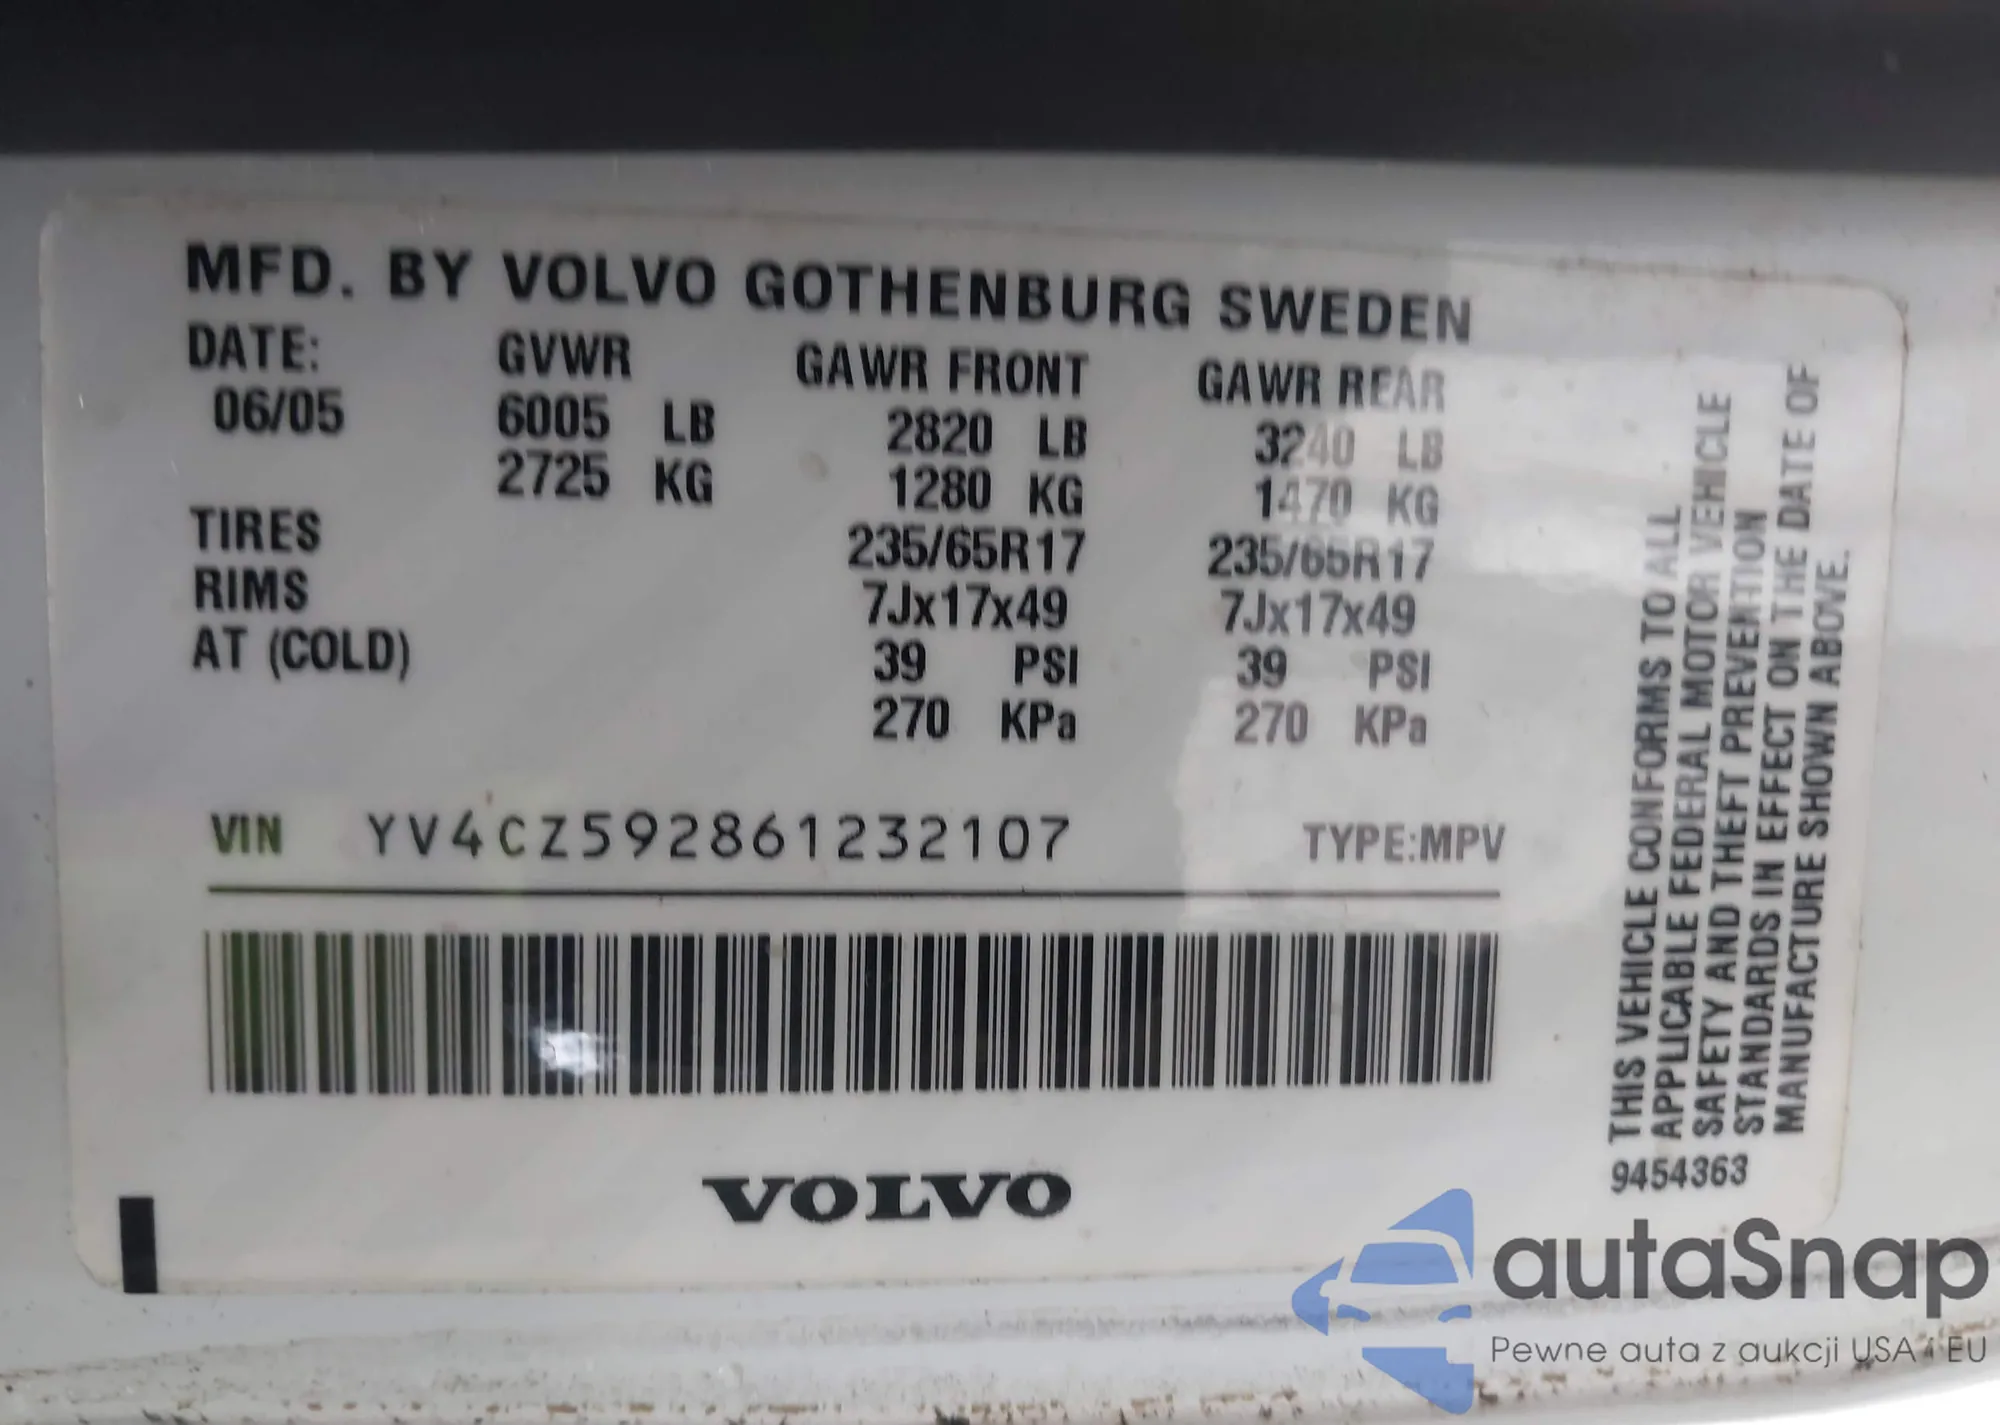 MFD. BY VOLVO GOTHENBURG SWEDEN
DATE: GVWR GAWR FRONT GAWR REAR
06/05 6005 LB 2820 LB 3240 LB
2725 KG 1280 KG 1470 KG
TIRES 235/65R17 235/65R17
RIMS 7Jx17x49 7Jx17x49
AT (COLD) 39 PSI 39 PSI
270 KPa 270 KPa
VIN YV4CZ592861232107 TYPE:MPV
VOLVO
THIS VEHICLE CONFORMS TO ALL
APPLICABLE FEDERAL MOTOR VEHICLE
SAFETY AND THEFT PREVENTION
STANDARDS IN EFFECT ON THE DATE OF
MANUFACTURE SHOWN ABOVE.
9454363
autaSnap
Pewne auta z aukcji USA i EU